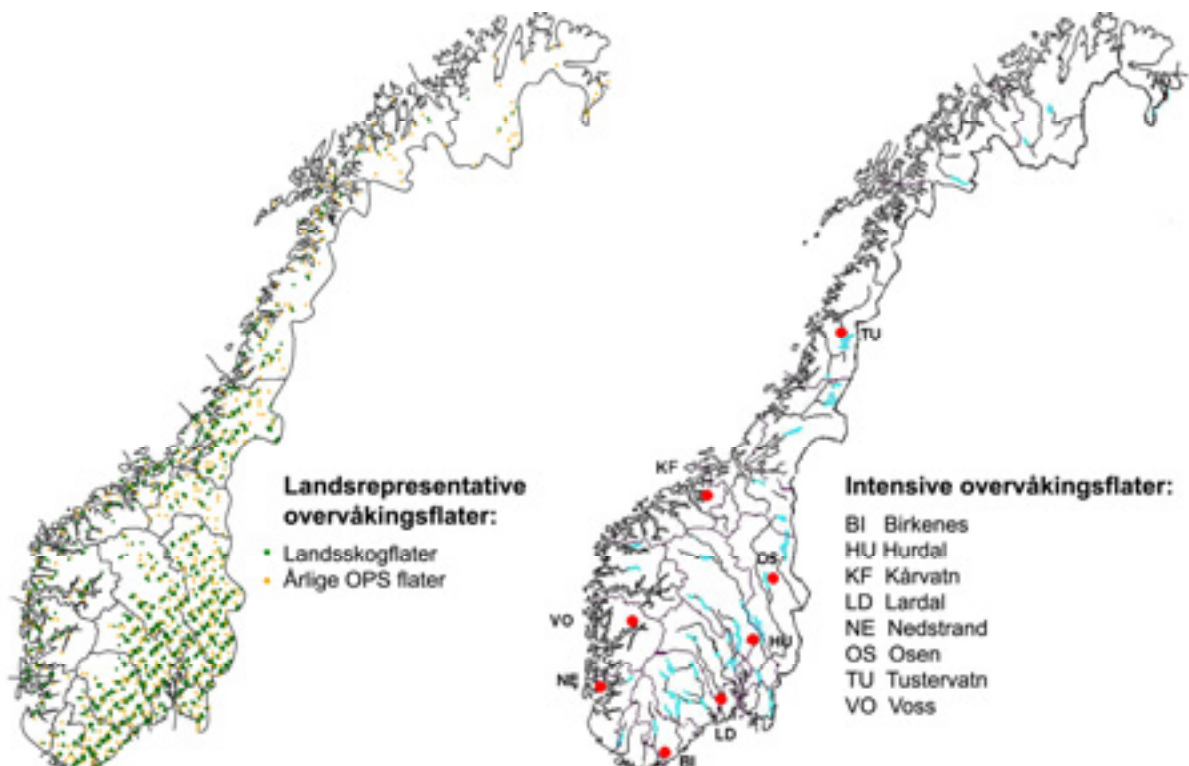 Landsrepresentative
overvåkingsflater:
Landsskogflater
Årlige OPS flater
TU
KF
OS
VO
HU
NE
LD
BI
Intensive overvåkingsflater:
BI Birkenes
HU Hurdal
KF Kårvatn
LD Lardal
NE Nedstrand
OS Osen
TU Tustervatn
VO Voss